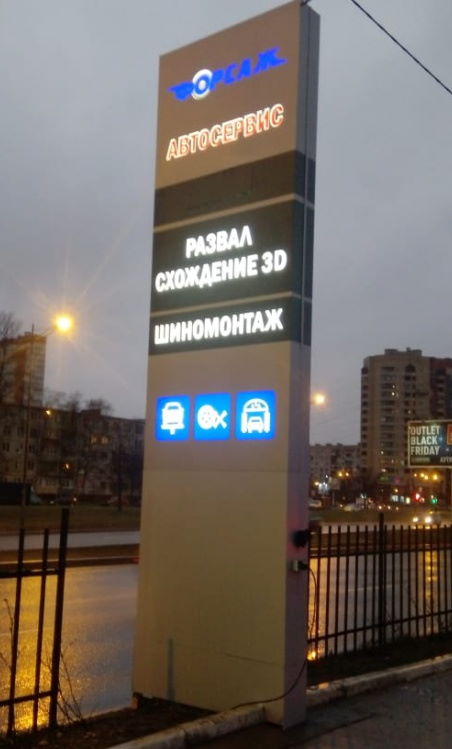 ФОРСАЖ
АВТОСЕРВИС
РАЗВАЛ
СХОЖДЕНИЕ 3D
ШИНОМОНТАЖ
OUTLET
BLACK
FRIDAY